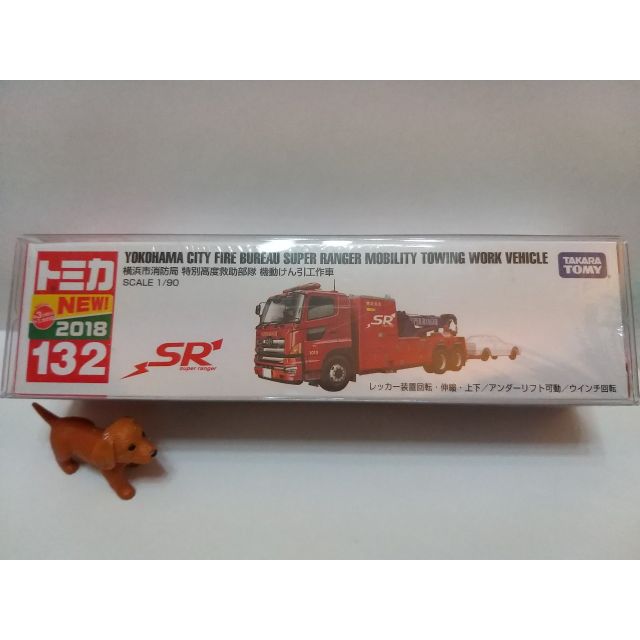 トミカ
NEW!
2018
132
YOKOHAMA CITY FIRE BUREAU SUPER RANGER MOBILITY TOWING WORK VEHICLE
横浜市消防局 特別高度救助部隊 機動けん引工作車
SCALE 1/90
TAKARA
TOMY
SR
super ranger
SR
SUPER RANGER
レッカー装置回転・伸縮・上下／アンダーリフト可動／ウインチ回転